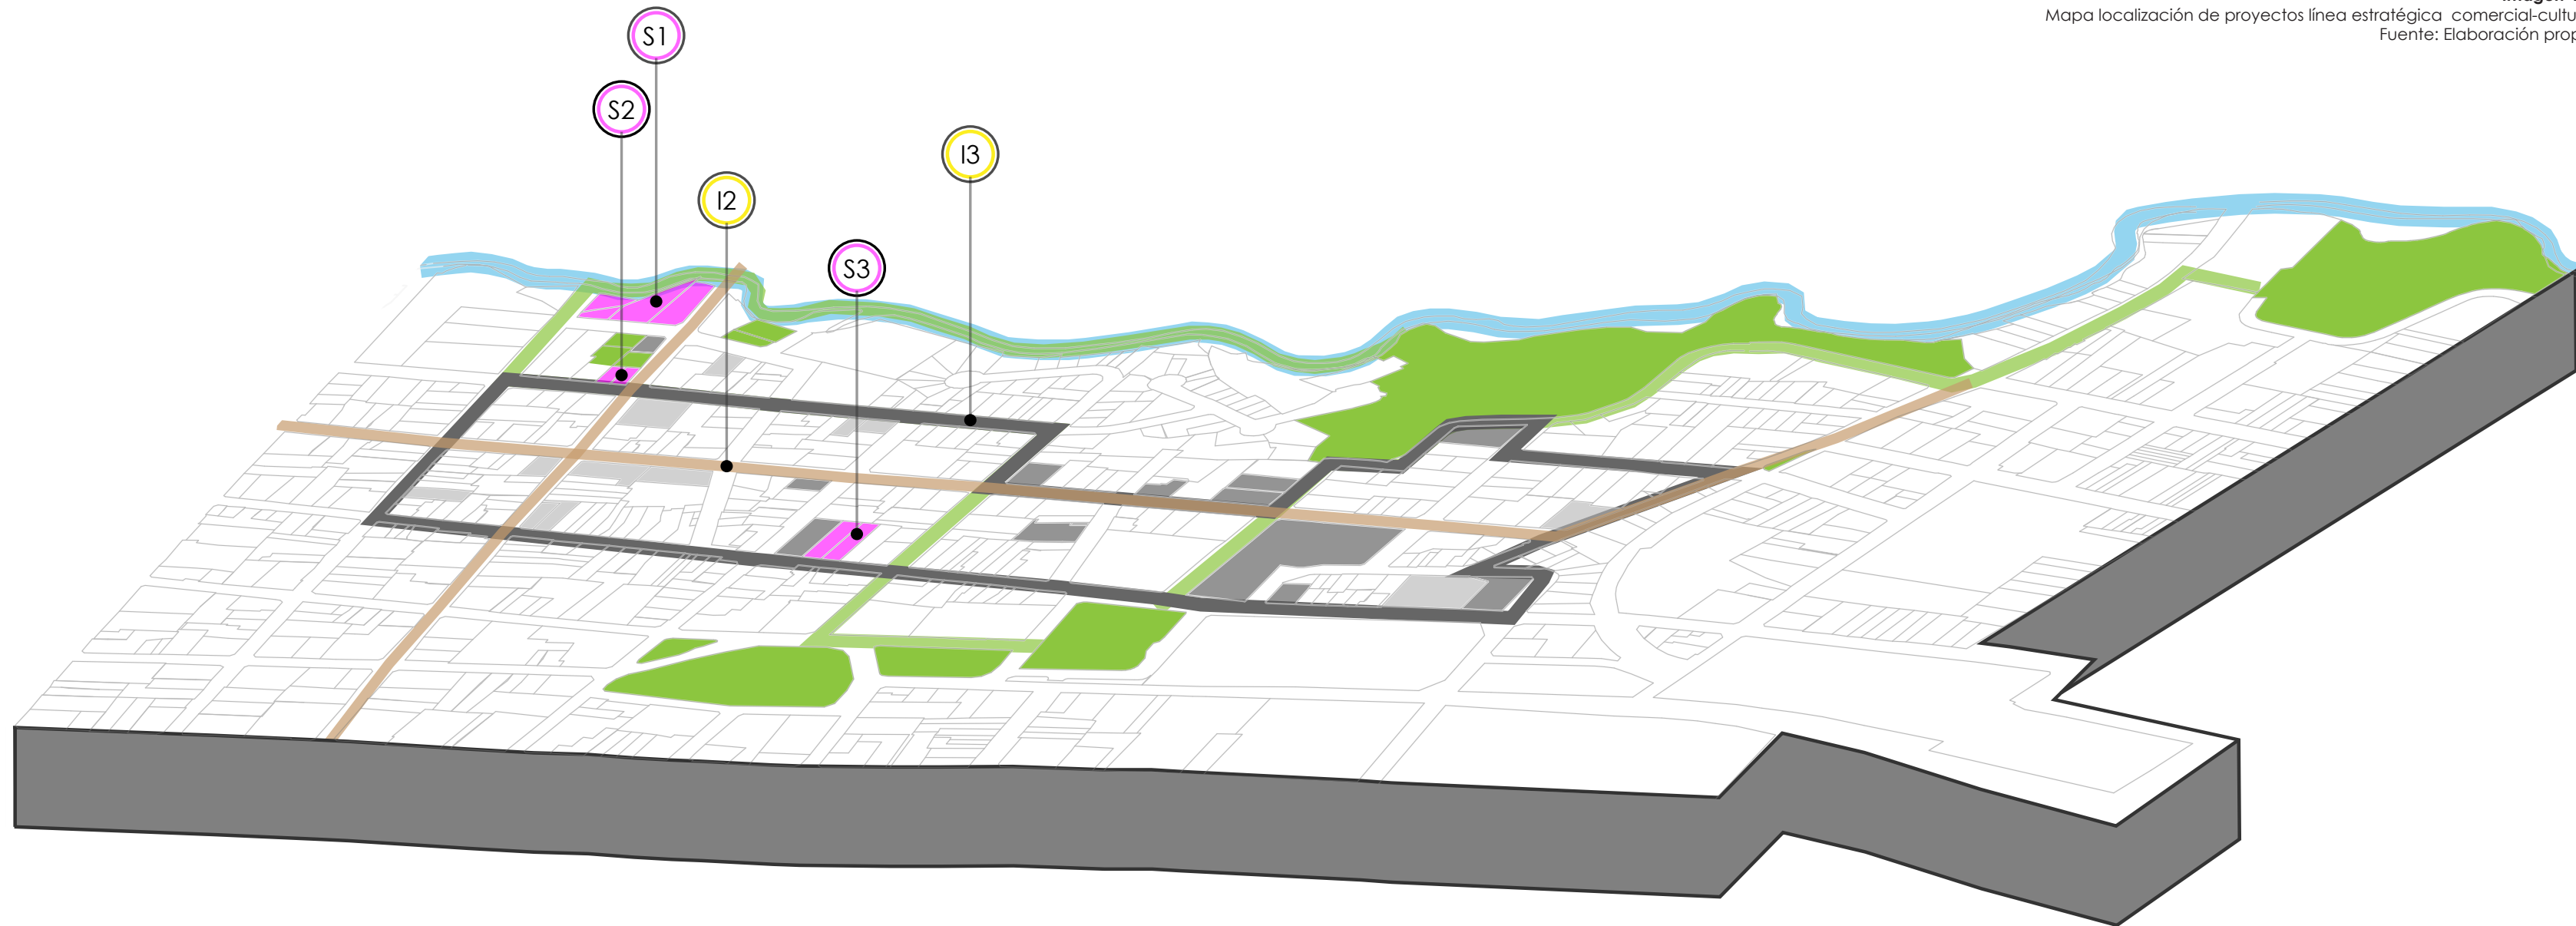 Mapa localización de proyectos línea estratégica comercial-cultu
Fuente: Elaboración prop
S1
S2
I3
I2
S3